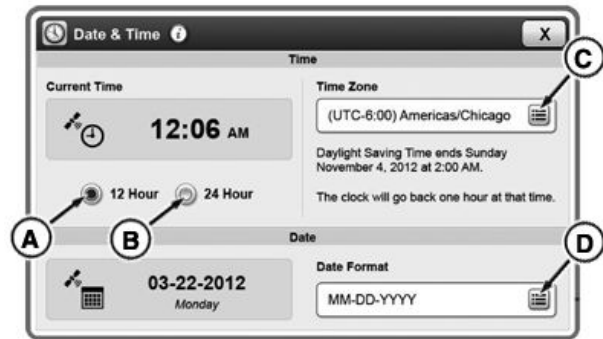 Date & Time i
X
Time
Current Time
12:06 AM
12 Hour
24 Hour
Time Zone
(UTC-6:00) Americas/Chicago
Daylight Saving Time ends Sunday
November 4, 2012 at 2:00 AM.
The clock will go back one hour at that time.
Date
03-22-2012
Monday
Date Format
MM-DD-YYYY
A
B
C
D